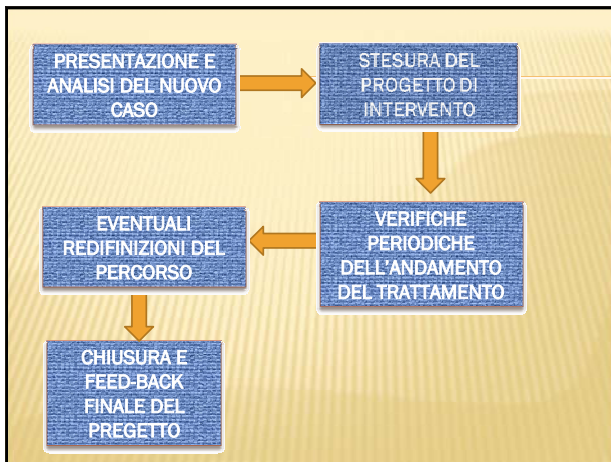 PRESENTAZIONE E
ANALISI DEL NUOVO
CASO
STESURA DEL
PROGETTO DI
INTERVENTO
VERIFICHE
PERIODICHE
DELL'ANDAMENTO
DEL TRATTAMENTO
EVENTUALI
REDIFINIZIONI DEL
PERCORSO
CHIUSURA E
FEED-BACK
FINALE DEL
PREGETTO